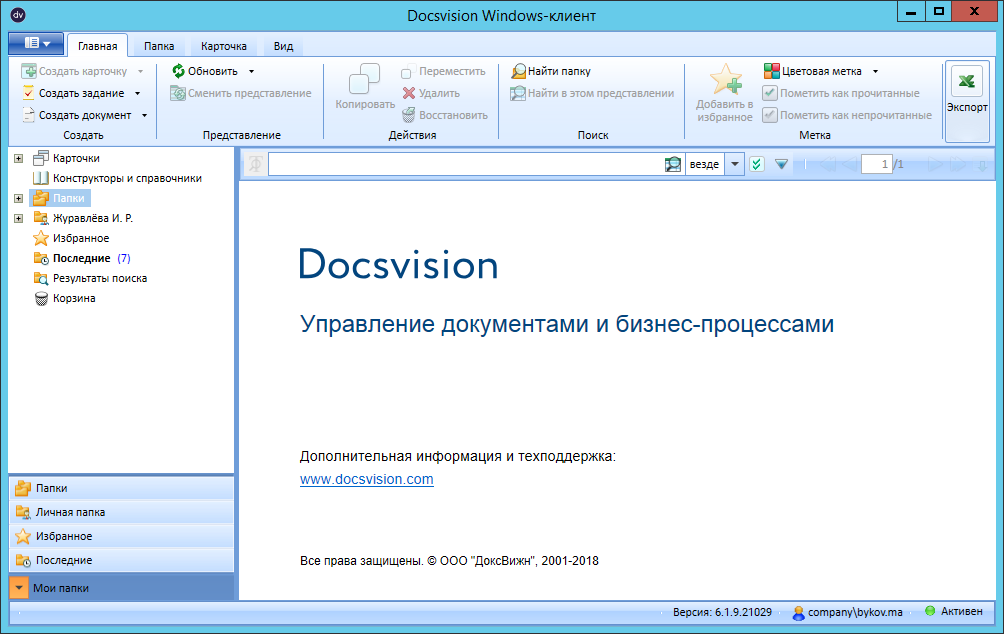 dv
Docsvision Windows-клиент
Главная Папка Карточка Вид
Создать карточку
Создать задание
Создать документ
Создать
Обновить
Сменить представление
Представление
Копировать
Переместить
Удалить
Восстановить
Действия
Найти папку
Найти в этом представлении
Поиск
Добавить в
избранное
Цветовая метка
Пометить как прочитанные
Пометить как непрочитанные
Метка
Экспорт
Карточки
Конструкторы и справочники
Папки
Журавлёва И. Р.
Избранное
Последние (7)
Результаты поиска
Корзина
везде 1 /1
Docsvision
Управление документами и бизнес-процессами
Дополнительная информация и техподдержка:
www.docsvision.com
Все права защищены. © ООО "ДоксВижн", 2001-2018
Папки
Личная папка
Избранное
Последние
Мои папки
Версия: 6.1.9.21029 company\bykov.ma Активен